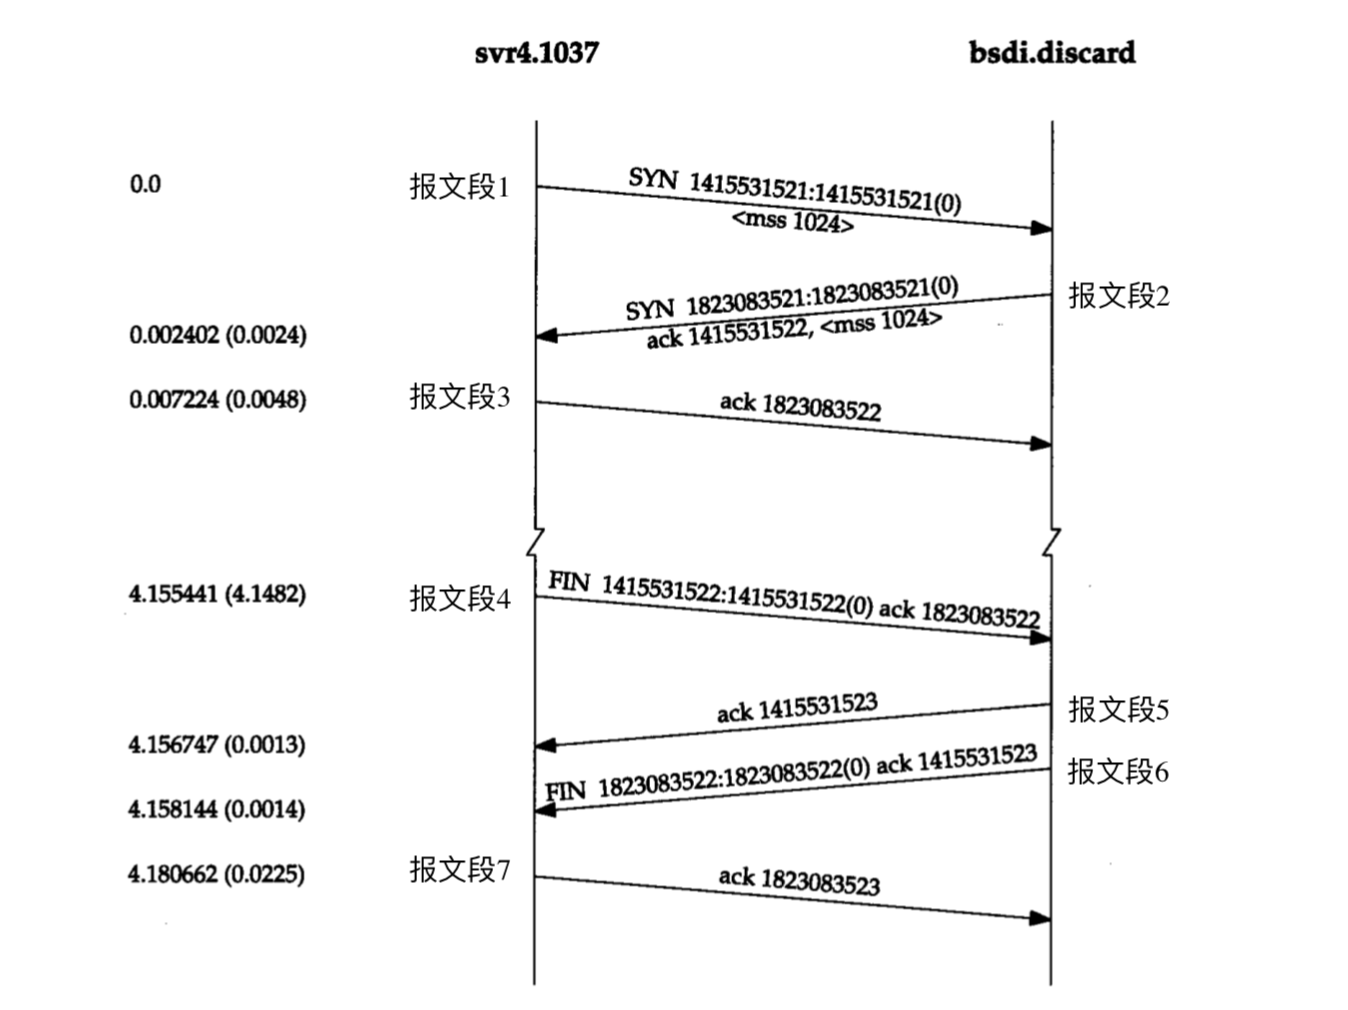 svr4.1037 bsdi.discard
0.0 报文段1 SYN 1415531521:1415531521(0)
<mss 1024>
SYN 1823083521:1823083521(0) 报文段2
0.002402 (0.0024) ack 1415531522, <mss 1024>
0.007224 (0.0048) 报文段3 ack 1823083522
4.155441 (4.1482) 报文段4 FIN 1415531522:1415531522(0) ack 1823083522
ack 1415531523 报文段5
4.156747 (0.0013)
FIN 1823083522:1823083522(0) ack 1415531523 报文段6
4.158144 (0.0014)
4.180662 (0.0225) 报文段7 ack 1823083523